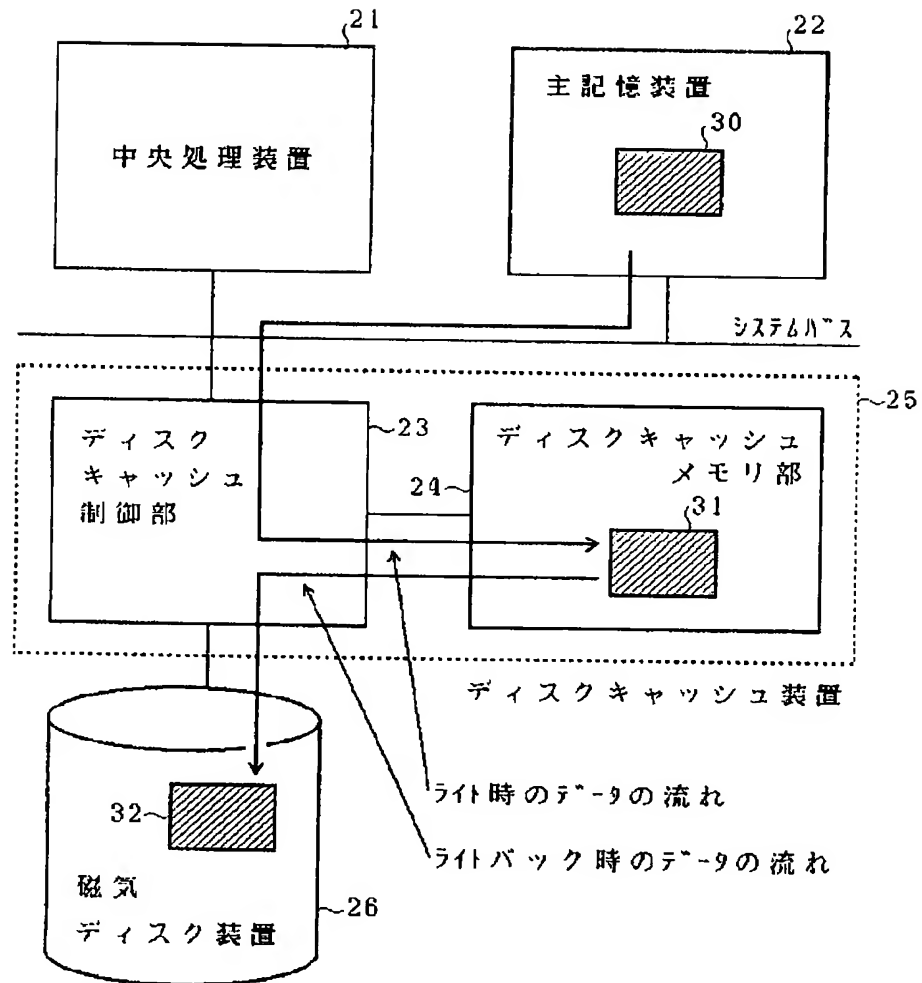 21
中央処理装置
22
主記憶装置
30
システムバス
25
ディスク
キャッシュ
制御部
23
24
ディスクキャッシュ
メモリ部
31
ディスクキャッシュ装置
32
磁気
ディスク装置
26
ライト時のデータの流れ
ライトバック時のデータの流れ